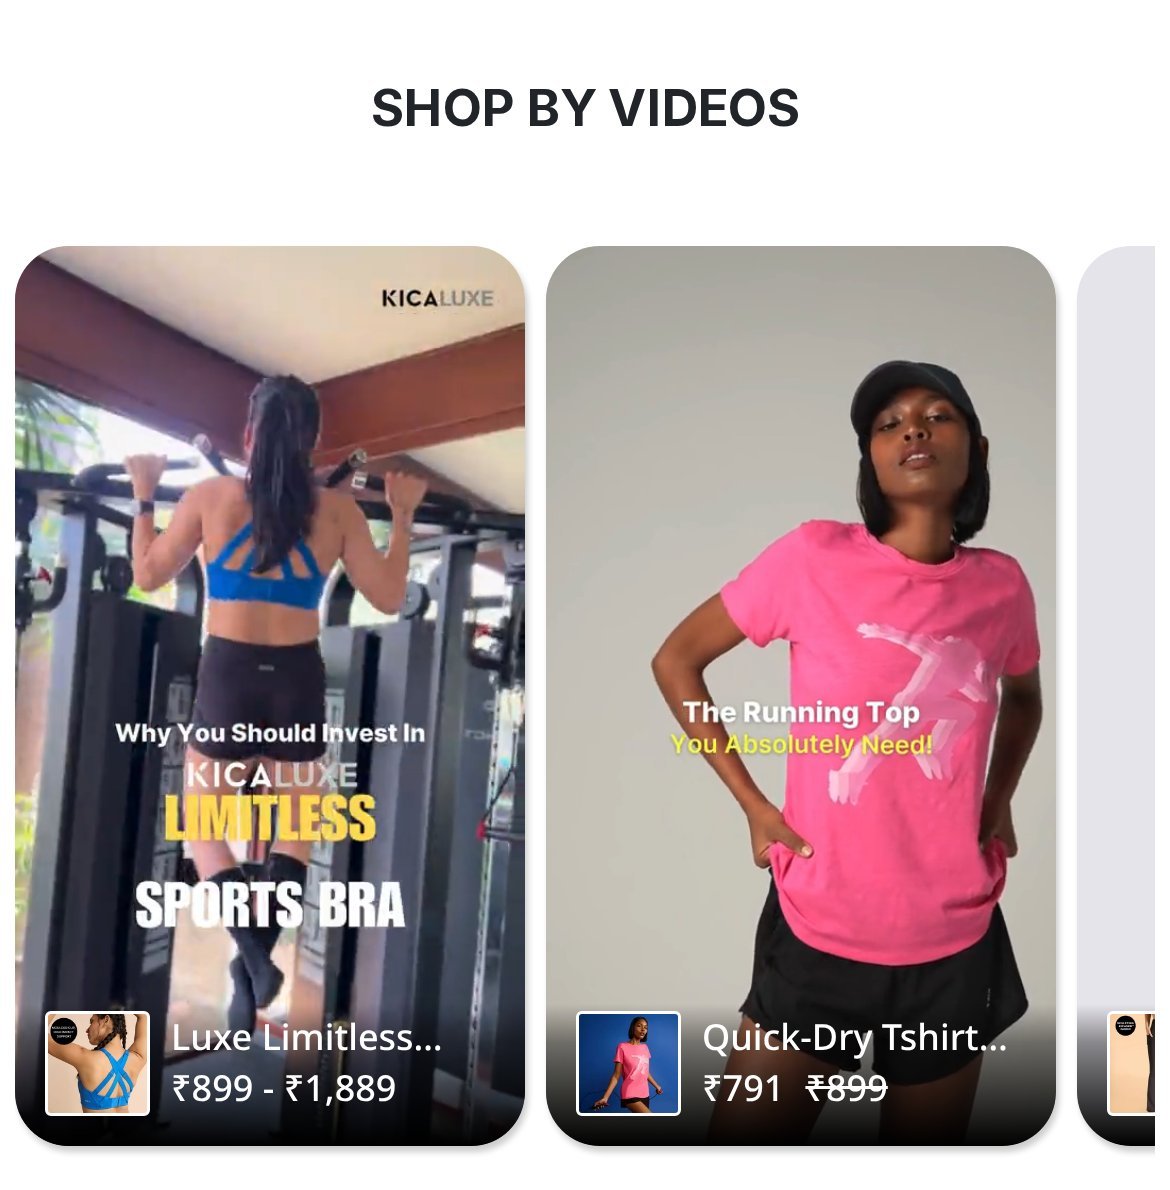 SHOP BY VIDEOS
KICALUXE
Why You Should Invest In
KICALUXE
LIMITLESS
SPORTS BRA
Luxe Limitless...
₹899 - ₹1,889
The Running Top
You Absolutely Need!
Quick-Dry Tshirt...
₹791 ₹899